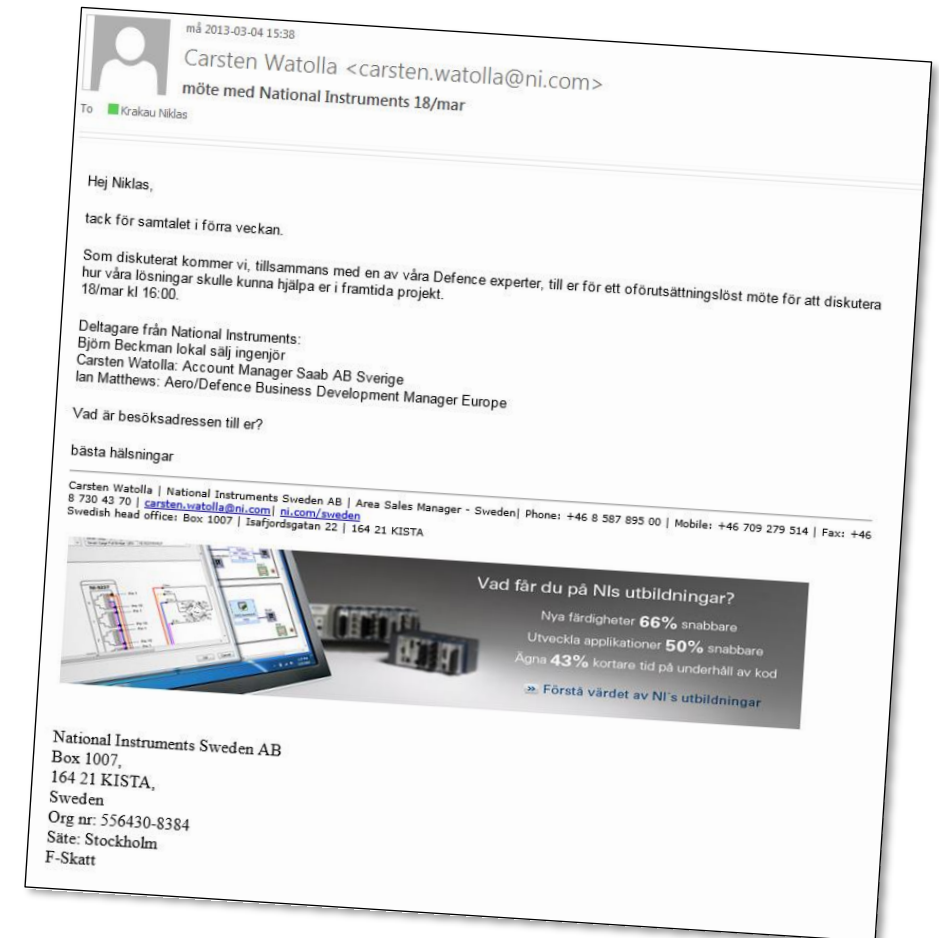 må 2013-03-04 15:38
Carsten Watolla <carsten.watolla@ni.com>
möte med National Instruments 18/mar
To Krakau Niklas
Hej Niklas,
tack för samtalet i förra veckan.
Som diskuterat kommer vi, tillsammans med en av våra Defence experter, till er för ett oförutsättningslöst möte för att diskutera
hur våra lösningar skulle kunna hjälpa er i framtida projekt.
18/mar kl 16:00.
Deltagare från National Instruments:
Björn Beckman lokal sälj ingenjör
Carsten Watolla: Account Manager Saab AB Sverige
Ian Matthews: Aero/Defence Business Development Manager Europe
Vad är besöksadressen till er?
bästa hälsningar
Carsten Watolla | National Instruments Sweden AB | Area Sales Manager - Sweden| Phone: +46 8 587 895 00 | Mobile: +46 709 279 514 | Fax: +46
8 730 43 70 | carsten.watolla@ni.com| ni.com/sweden
Swedish head office: Box 1007 | Isafjordsgatan 22 | 164 21 KISTA
Vad får du på NIs utbildningar?
Nya färdigheter 66% snabbare
Utveckla applikationer 50% snabbare
Ägna 43% kortare tid på underhåll av kod
» Förstå värdet av NI`s utbildningar
National Instruments Sweden AB
Box 1007,
164 21 KISTA,
Sweden
Org nr: 556430-8384
Säte: Stockholm
F-Skatt